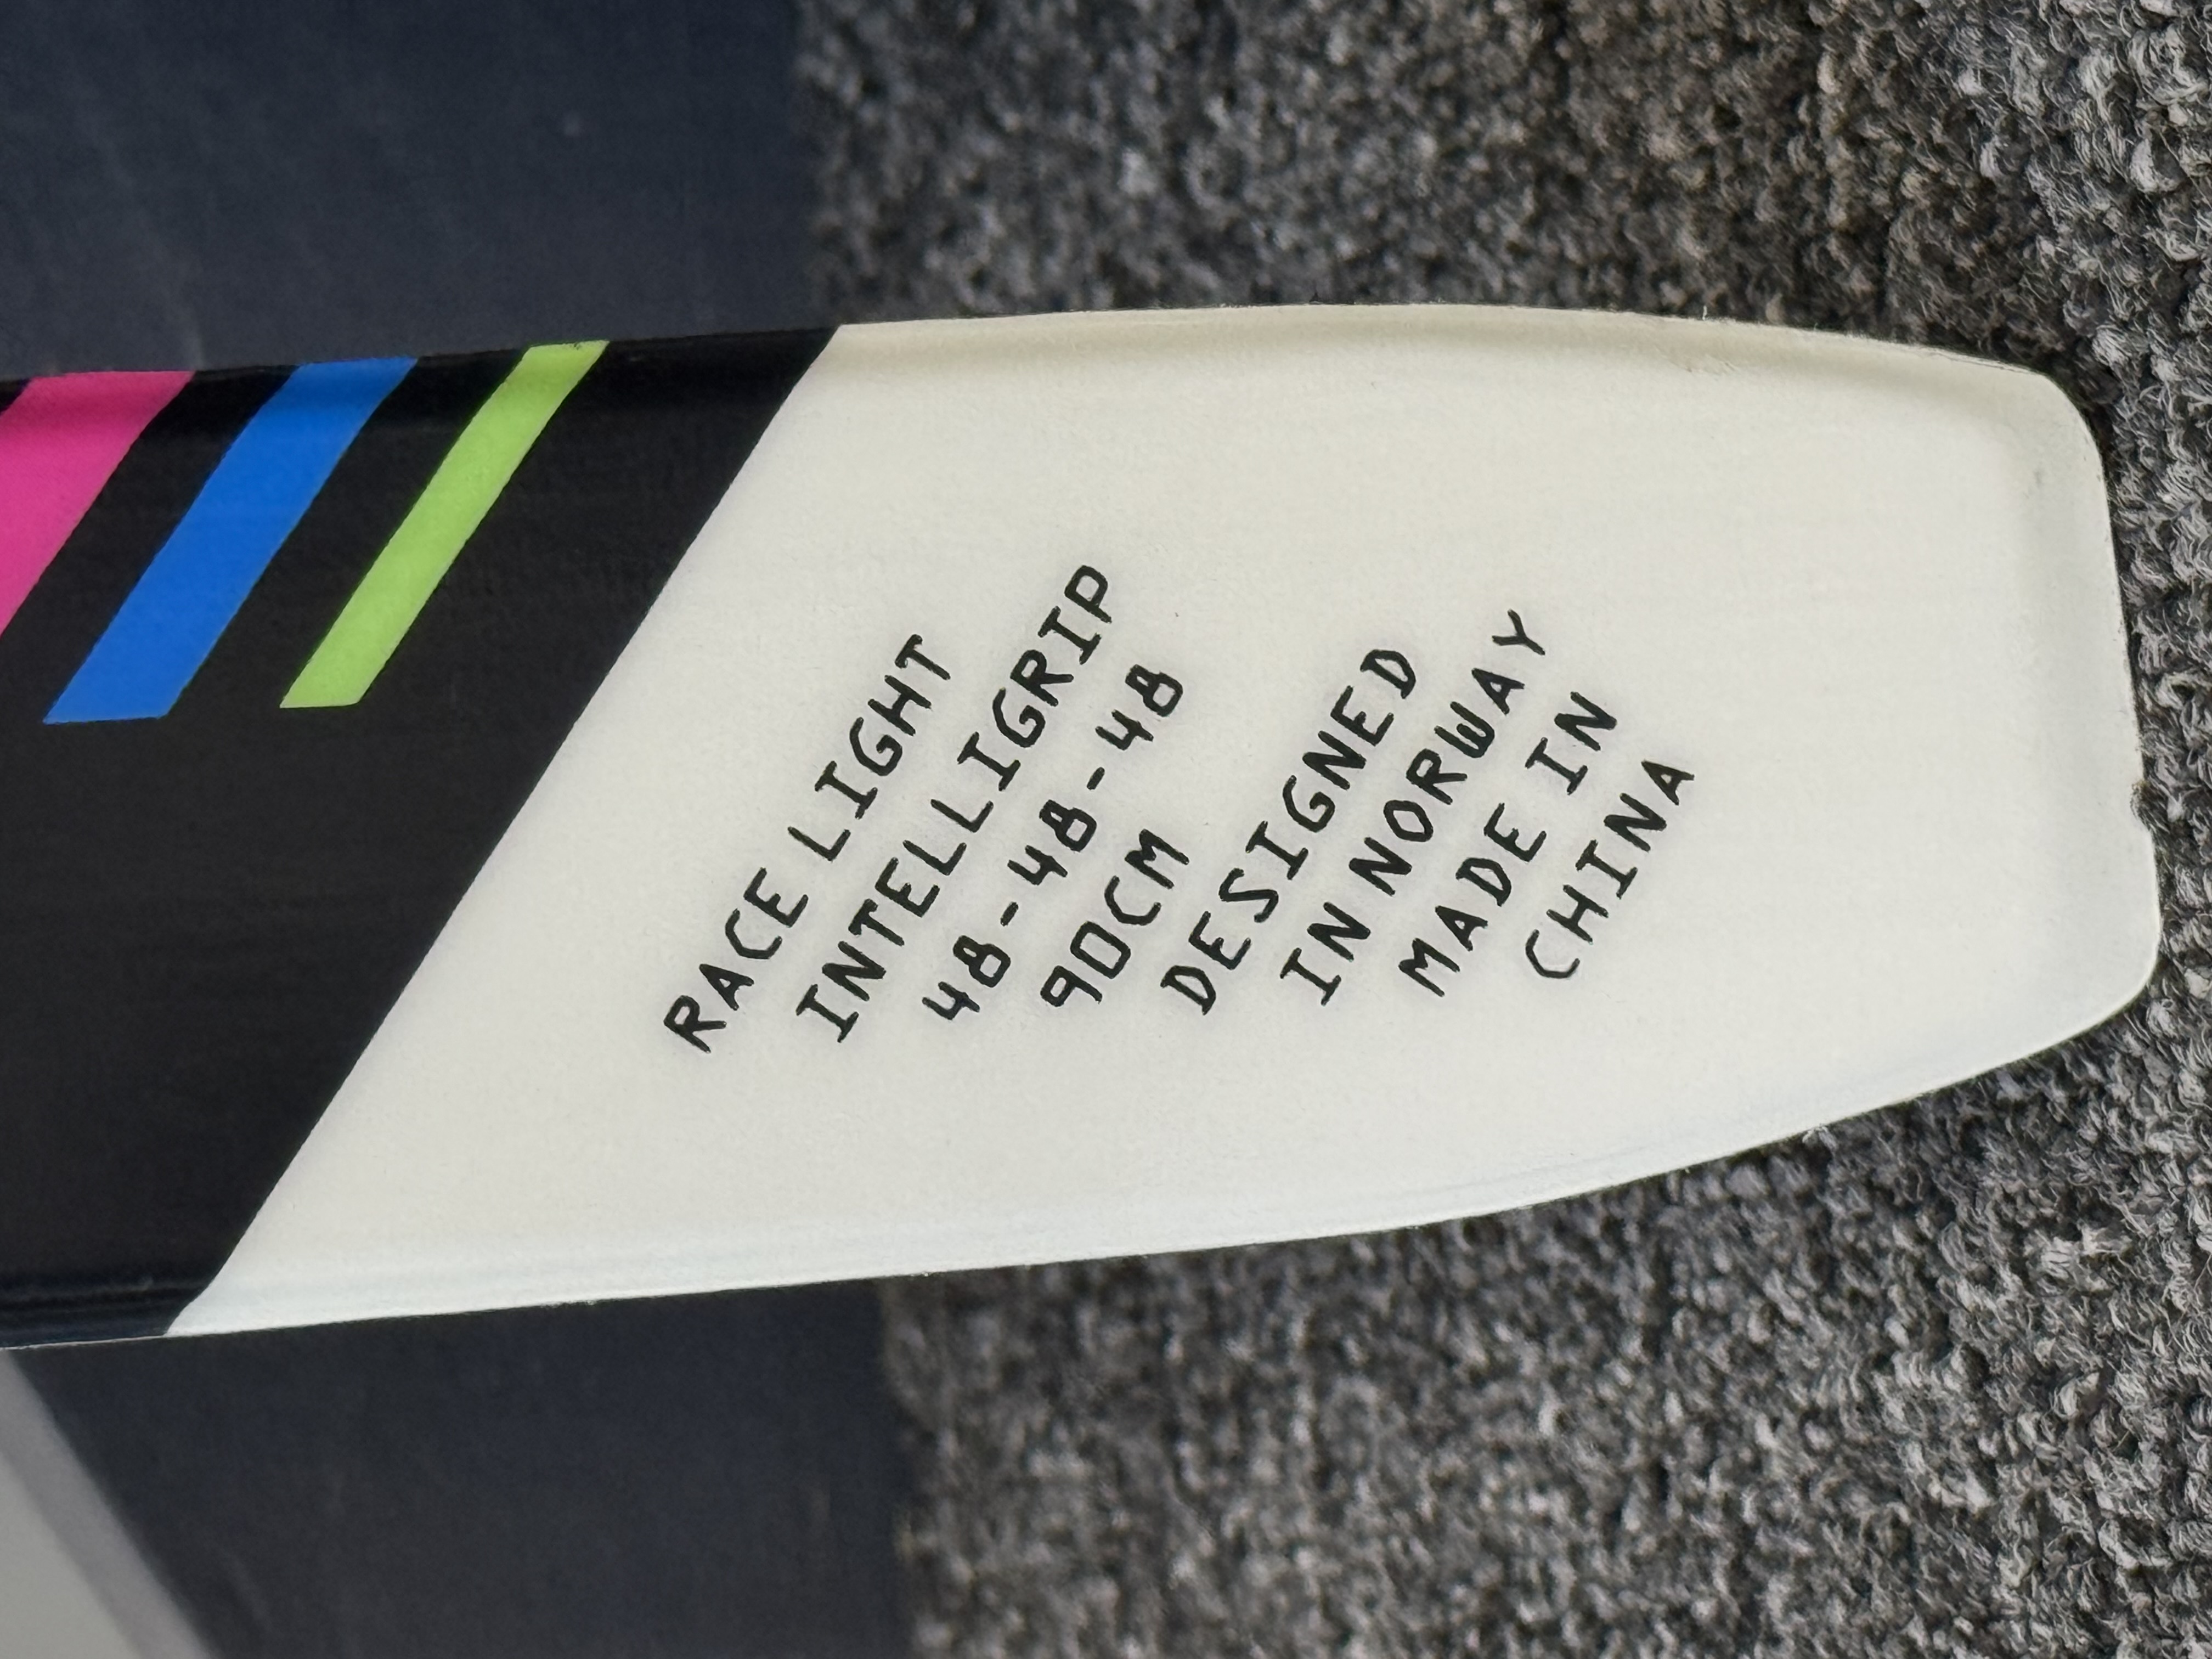 RACE LIGHT
INTELLIGRIP
48-48-48
90CM
DESIGNED
IN NORWAY
MADE IN
CHINA